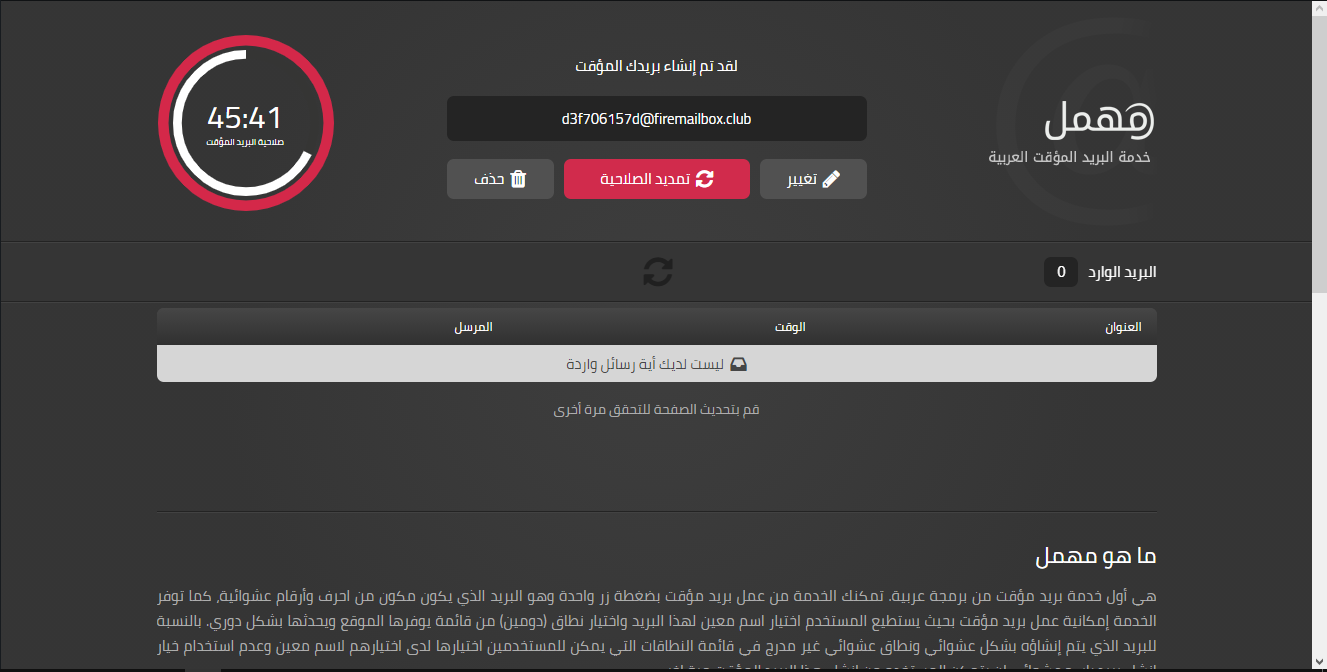 مهمل
خدمة البريد المؤقت العربية
لقد تم إنشاء بريدك المؤقت
d3f706157d@firemailbox.club
تغيير
تمديد الصلاحية
حذف
45:41
صلاحية البريد المؤقت
البريد الوارد 0
العنوان الوقت المرسل
ليست لديك أية رسائل واردة
قم بتحديث الصفحة للتحقق مرة أخرى
ما هو مهمل
هي أول خدمة بريد مؤقت من برمجة عربية. تمكنك الخدمة من عمل بريد مؤقت بضغطة زر واحدة وهو البريد الذي يكون مكون من احرف وأرقام عشوائية، كما توفر
الخدمة إمكانية عمل بريد مؤقت بحيث يستطيع المستخدم اختيار اسم معين لهذا البريد واختيار نطاق (دومين) من قائمة يوفرها الموقع ويحدثها بشكل دوري. بالنسبة
للبريد الذي يتم إنشاؤه بشكل عشوائي ونطاق عشوائي غير مدرج في قائمة النطاقات التي يمكن للمستخدمين اختيارها لدى اختيارهم لاسم معين وعدم استخدام خيار